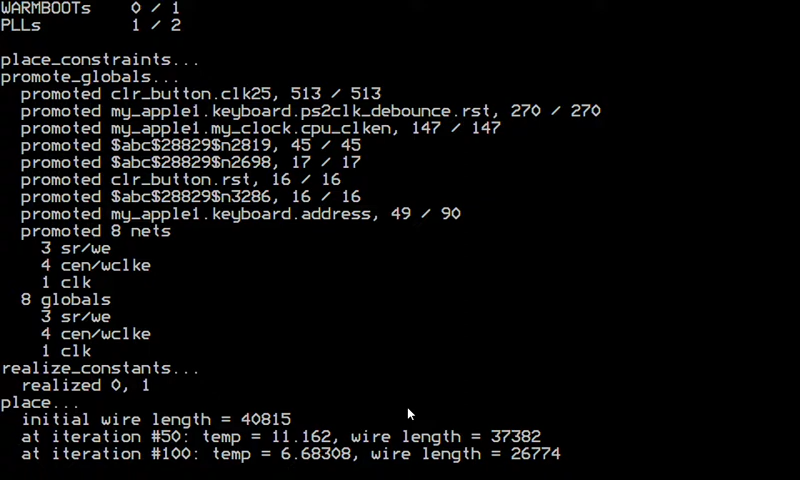 WARMBOOTs    0 / 1
PLLs         1 / 2
place_constraints...
promote_globals...
promoted clr_button.clk25, 513 / 513
promoted my_apple1.keyboard.ps2clk_debounce.rst, 270 / 270
promoted my_apple1.my_clock.cpu_clken, 147 / 147
promoted $abc$28829$n2819, 45 / 45
promoted $abc$28829$n2698, 17 / 17
promoted clr_button.rst, 16 / 16
promoted $abc$28829$n3286, 16 / 16
promoted my_apple1.keyboard.address, 49 / 90
promoted 8 nets
3 sr/we
4 cen/wclke
1 clk
8 globals
3 sr/we
4 cen/wclke
1 clk
realize_constants...
realized 0, 1
place...
initial wire length = 40815
at iteration #50: temp = 11.162, wire length = 37382
at iteration #100: temp = 6.68308, wire length = 26774